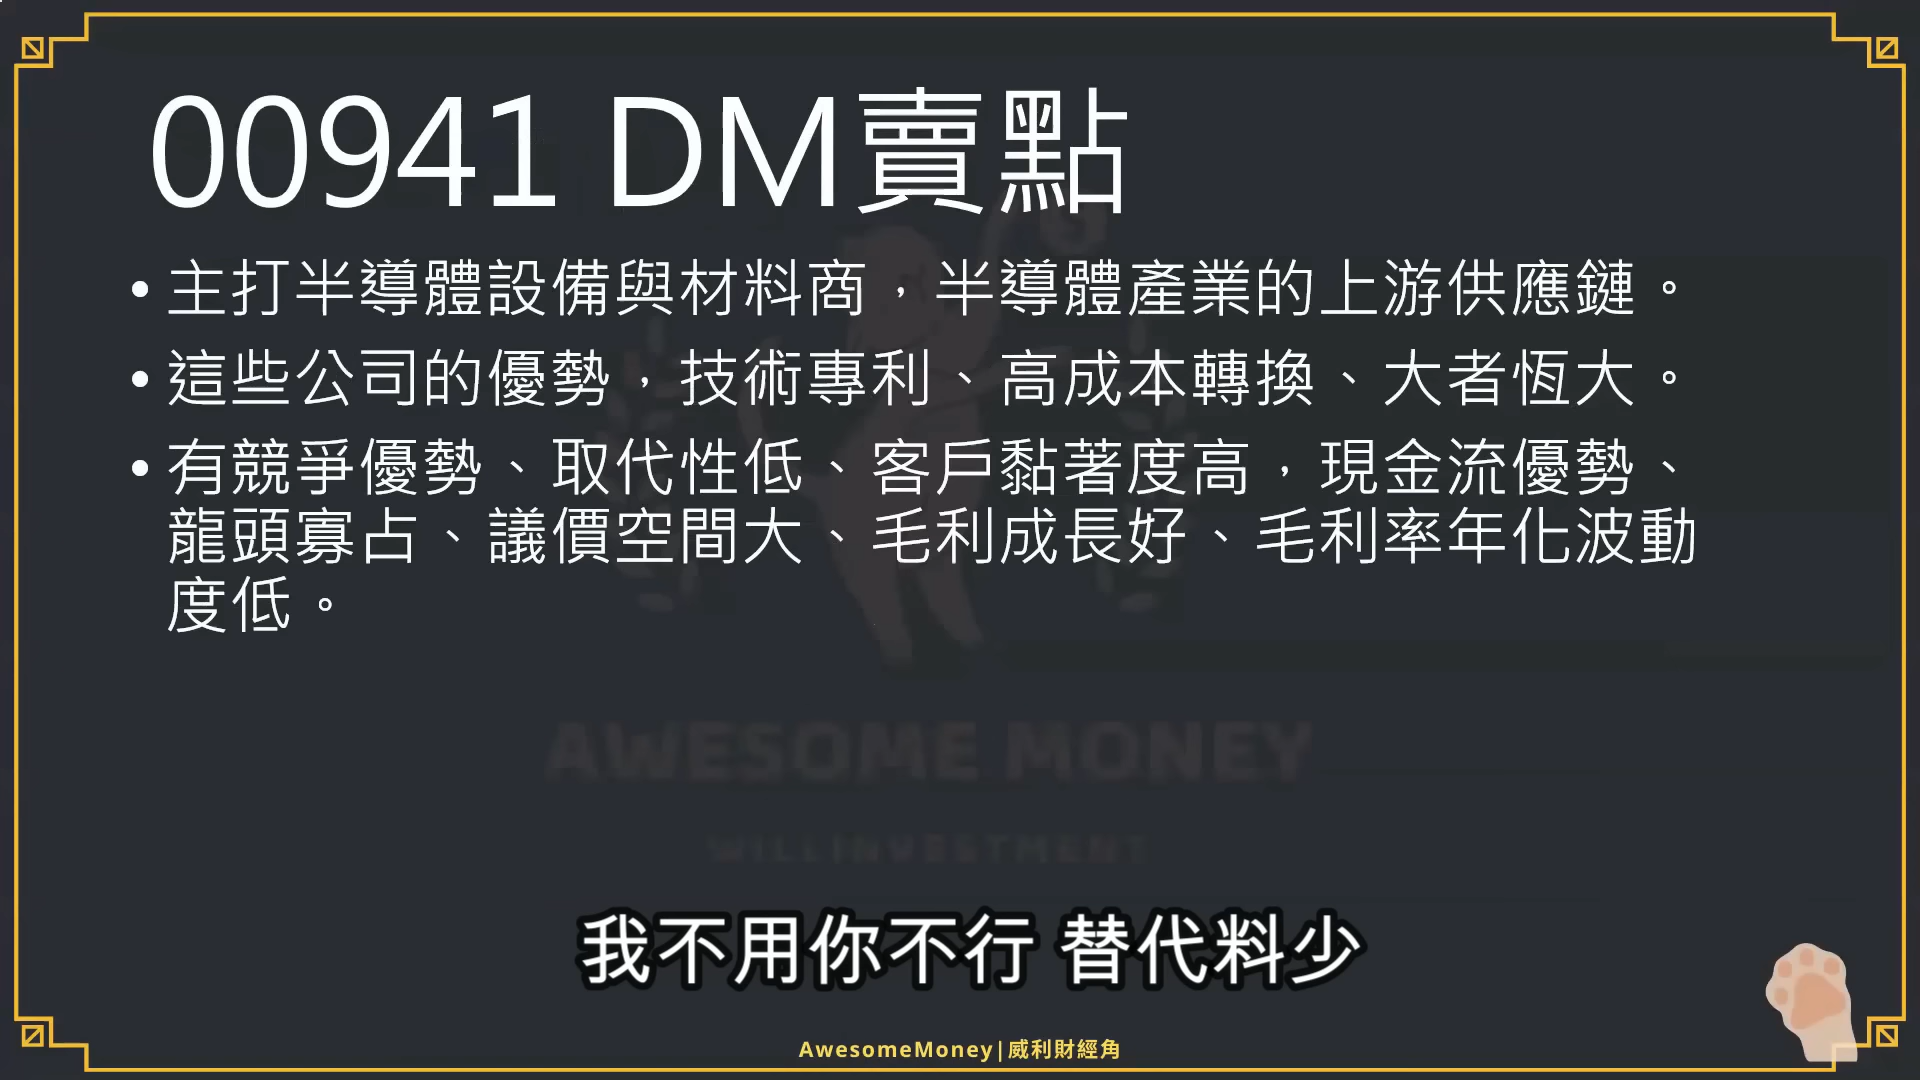 00941 DM賣點
• 主打半導體設備與材料商，半導體產業的上游供應鏈。
• 這些公司的優勢，技術專利、高成本轉換、大者恆大。
• 有競爭優勢、取代性低、客戶黏著度高，現金流優勢、
龍頭寡占、議價空間大、毛利成長好、毛利率年化波動
度低。
AWESOME MONEY
WILLINVESTMENT
我不用你不行 替代料少
AwesomeMoney|威利財經角